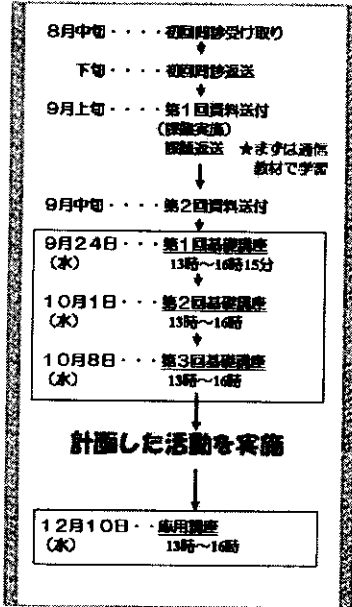 8月中旬・・・・初回問診受け取り
下旬・・・・初回問診返送
9月上旬・・・・第1回資料送付
(課題実施)
課題返送 ★まずは通信
教材で学習
9月中旬・・・・第2回資料送付
9月24日・・・第1回基礎講座
(水) 13時～16時15分
10月1日・・・第2回基礎講座
(水) 13時～16時
10月8日・・・第3回基礎講座
(水) 13時～16時
計画した活動を実施
12月10日・・応用講座
(水) 13時～16時